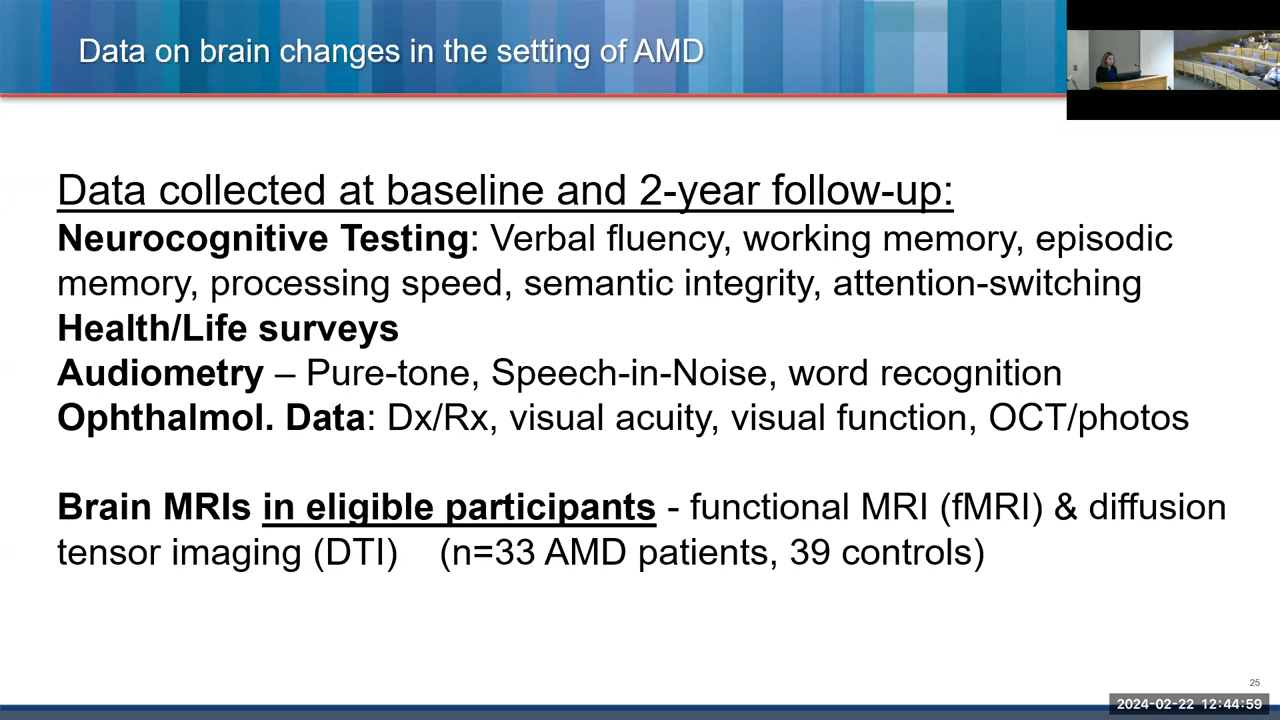 Data on brain changes in the setting of AMD
Data collected at baseline and 2-year follow-up:
Neurocognitive Testing: Verbal fluency, working memory, episodic
memory, processing speed, semantic integrity, attention-switching
Health/Life surveys
Audiometry – Pure-tone, Speech-in-Noise, word recognition
Ophthalmol. Data: Dx/Rx, visual acuity, visual function, OCT/photos
Brain MRIs in eligible participants - functional MRI (fMRI) & diffusion
tensor imaging (DTI) (n=33 AMD patients, 39 controls)
25
2024-02-22 12:44:59